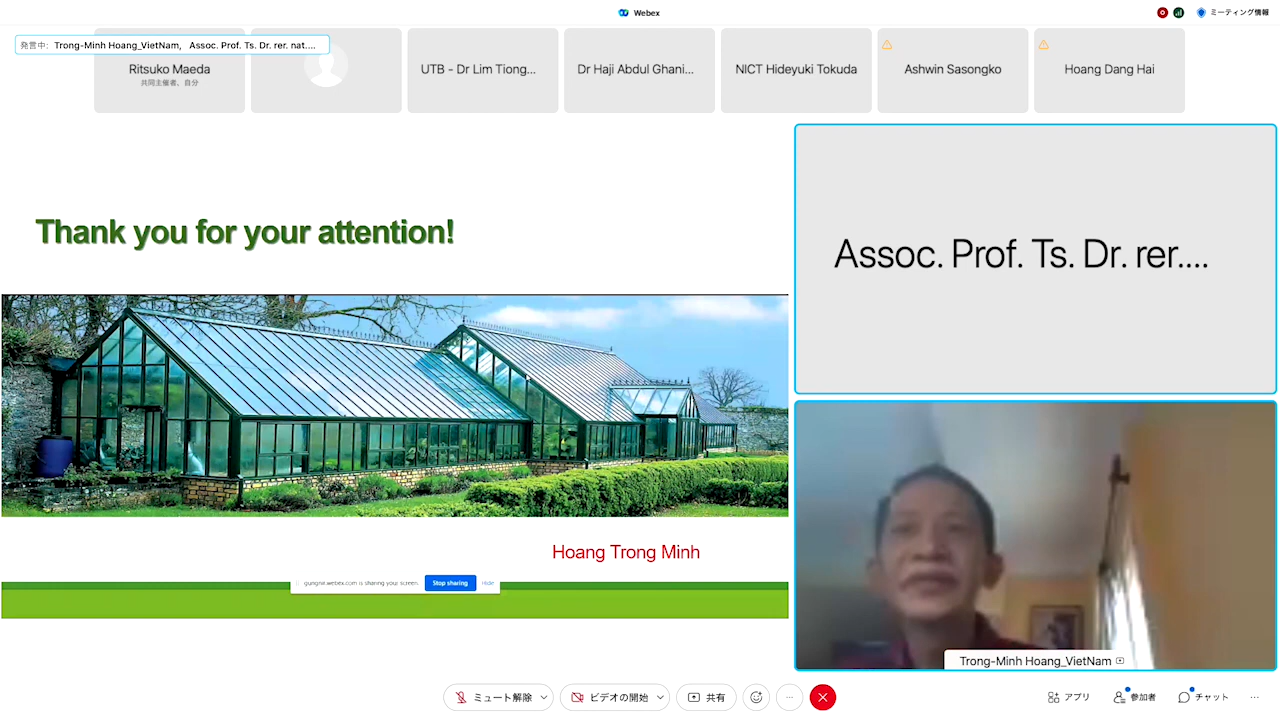 Webex
ミーティング情報
発言中: Trong-Minh Hoang_VietNam, Assoc. Prof. Ts. Dr. rer. nat....
Ritsuko Maeda
共同主催者、自分
UTB - Dr Lim Tiong...
Dr Haji Abdul Ghani...
NICT Hideyuki Tokuda
Ashwin Sasongko
Hoang Dang Hai
Thank you for your attention!
Assoc. Prof. Ts. Dr. rer....
Hoang Trong Minh
is sharing your screen.
Stop sharing
Hide
Trong-Minh Hoang_VietNam
ミュート解除
ビデオの開始
共有
アプリ
参加者
チャット